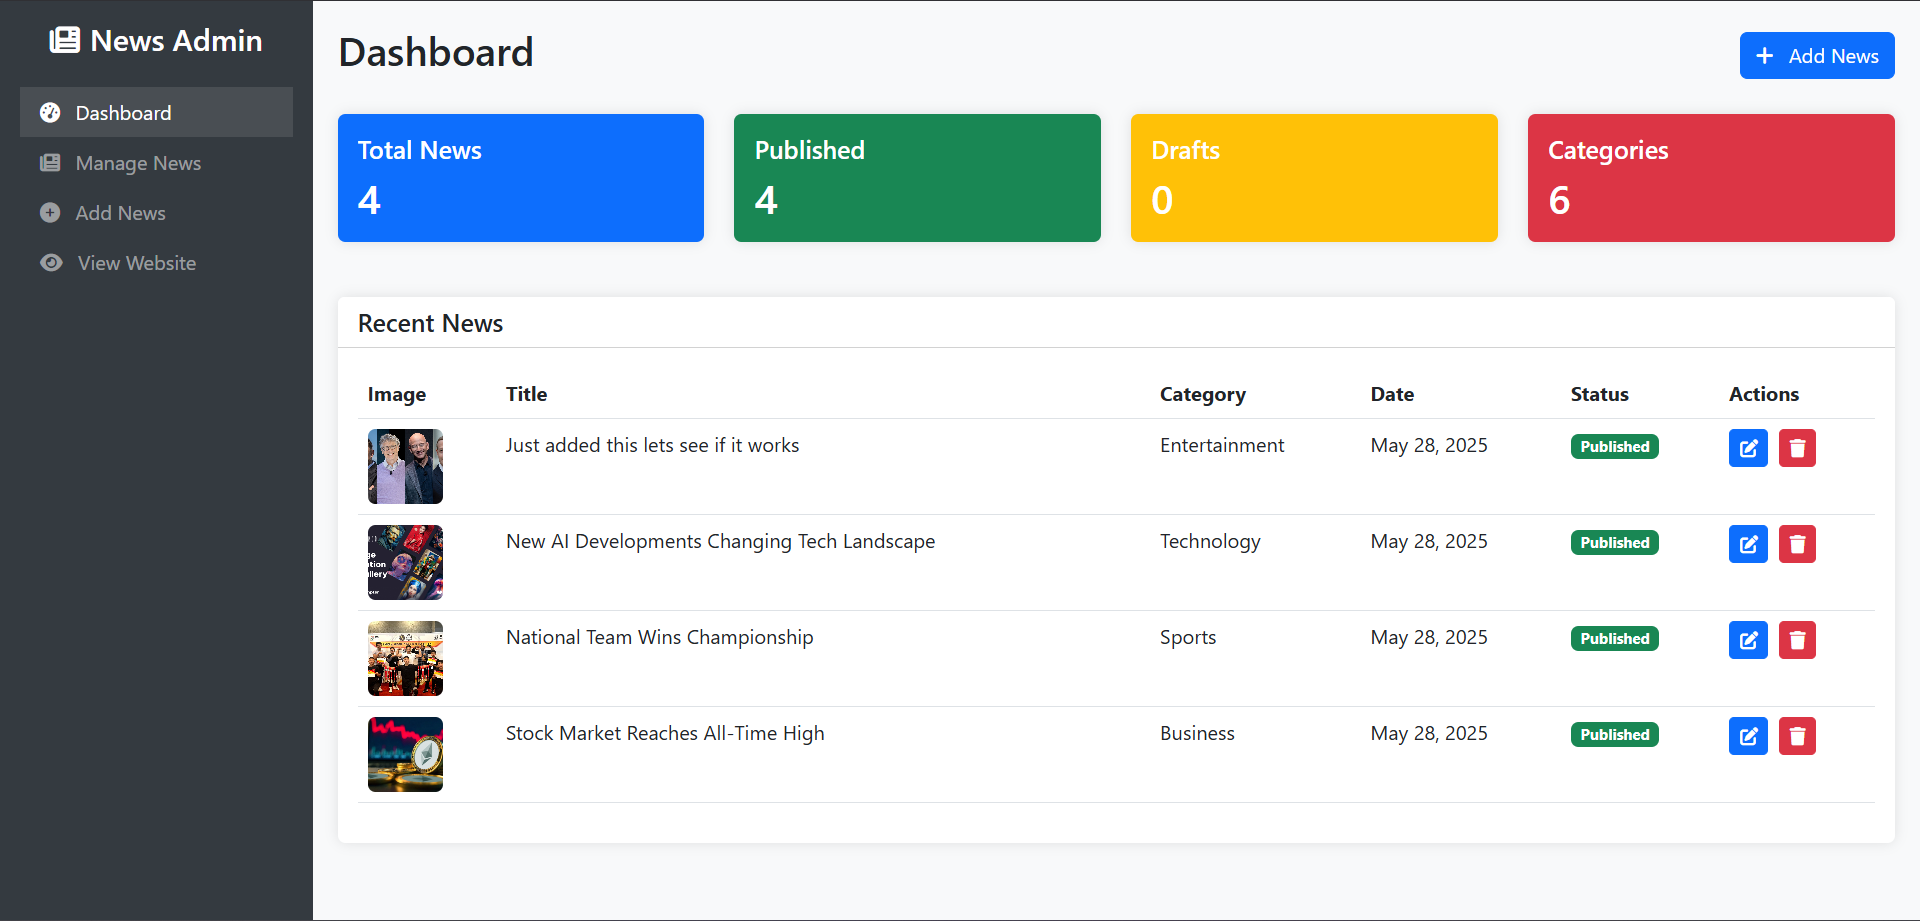 News Admin
Dashboard
Manage News
Add News
View Website
Dashboard
Add News
Total News
4
Published
4
Drafts
0
Categories
6
Recent News
Image Title Category Date Status Actions
Just added this lets see if it works Entertainment May 28, 2025 Published
New AI Developments Changing Tech Landscape Technology May 28, 2025 Published
National Team Wins Championship Sports May 28, 2025 Published
Stock Market Reaches All-Time High Business May 28, 2025 Published